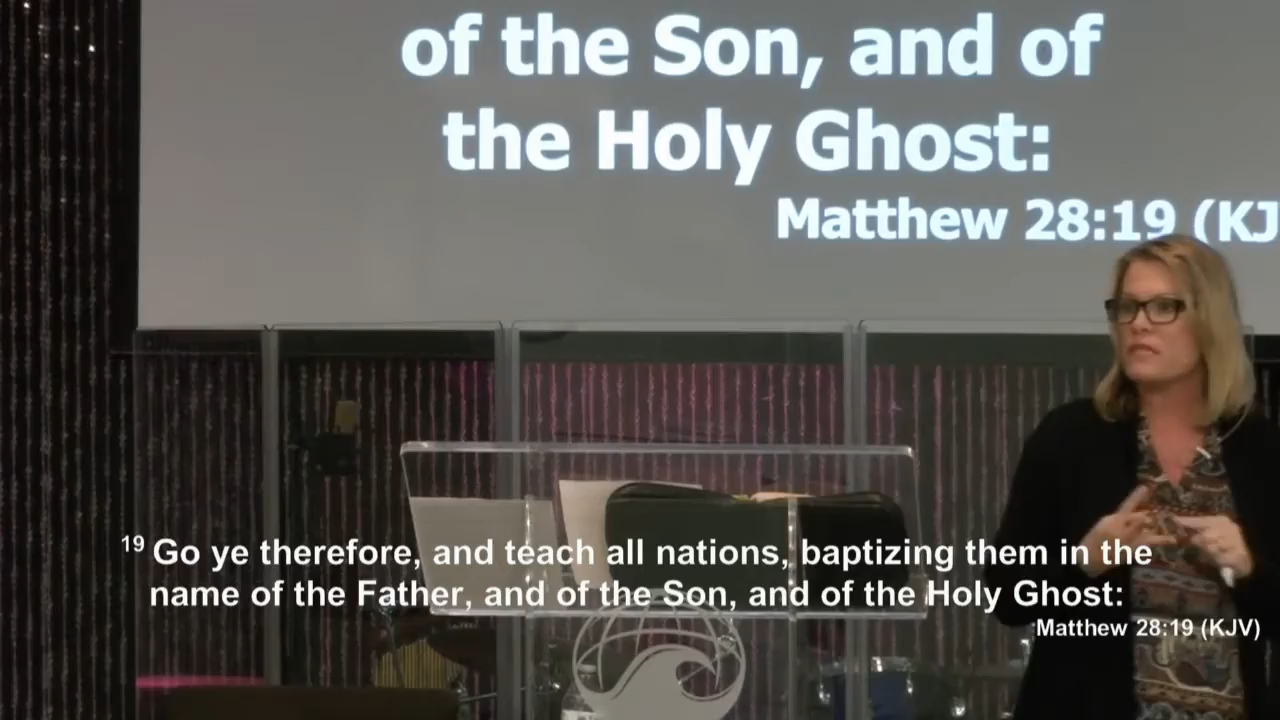 of the Son, and of
the Holy Ghost:
Matthew 28:19 (KJ
19 Go ye therefore, and teach all nations, baptizing them in the
name of the Father, and of the Son, and of the Holy Ghost:
Matthew 28:19 (KJV)